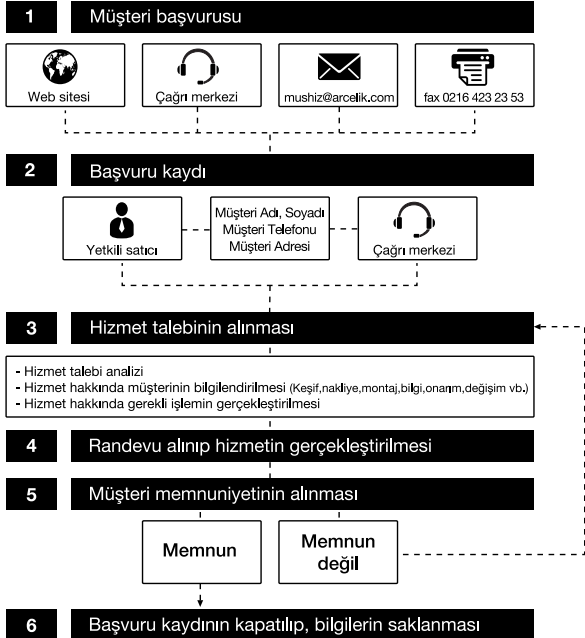 1 Müşteri başvurusu
Web sitesi
Çağrı merkezi
mushiz@arcelik.com
fax 0216 423 23 53
2 Başvuru kaydı
Yetkili satıcı
Müşteri Adı, Soyadı
Müşteri Telefonu
Müşteri Adresi
Çağrı merkezi
3 Hizmet talebinin alınması
- Hizmet talebi analizi
- Hizmet hakkında müşterinin bilgilendirilmesi (Keşif,nakliye,montaj,bilgi,onarım,değişim vb.)
- Hizmet hakkında gerekli işlemin gerçekleştirilmesi
4 Randevu alınıp hizmetin gerçekleştirilmesi
5 Müşteri memnuniyetinin alınması
Memnun
Memnun
değil
6 Başvuru kaydının kapatılıp, bilgilerin saklanması